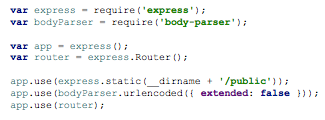 var express = require('express');
var bodyParser = require('body-parser');
var app = express();
var router = express.Router();
app.use(express.static(__dirname + '/public'));
app.use(bodyParser.urlencoded({ extended: false }));
app.use(router);